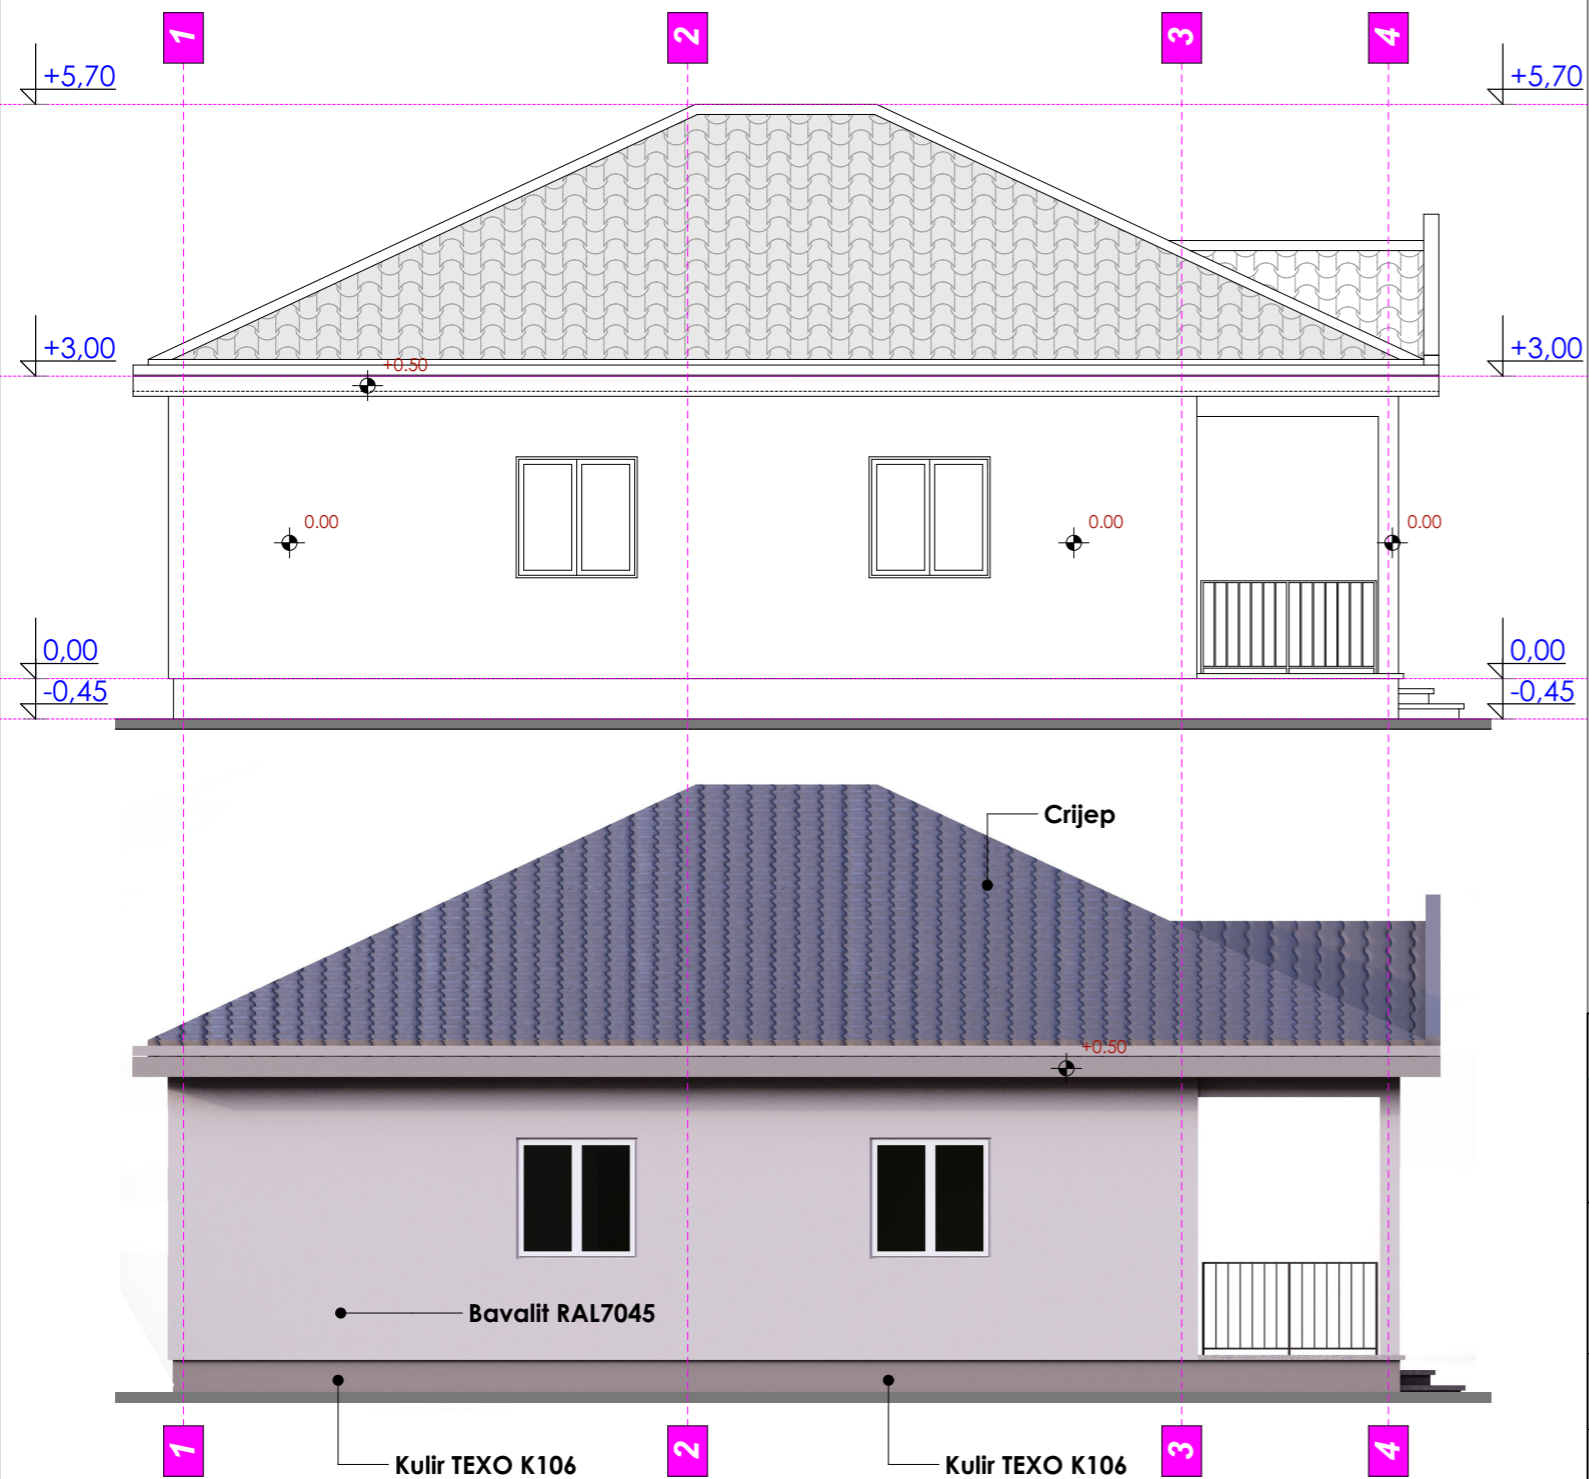 1 2 3 4
+5,70 +5,70
+3,00 +3,00
+0.50
0.00 0.00 0.00
0,00 0,00
-0,45 -0,45
Crijep
+0.50
Bavalit RAL7045
1 2 3 4
Kulir TEXO K106 Kulir TEXO K106